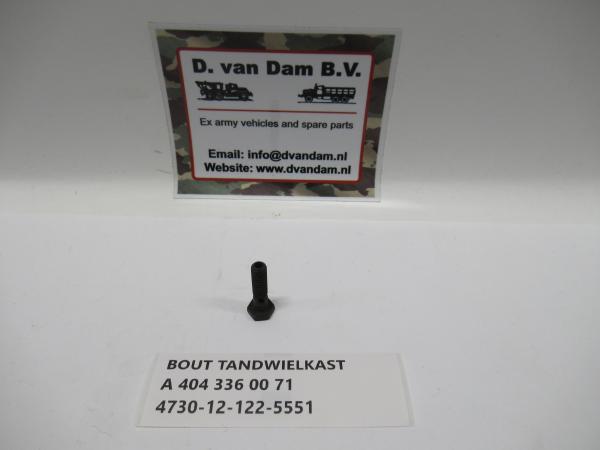 D. van Dam B.V.
Ex army vehicles and spare parts
Email: info@dvandam.nl
Website: www.dvandam.nl
BOUT TANDWIELKAST
A 404 336 00 71
4730-12-122-5551